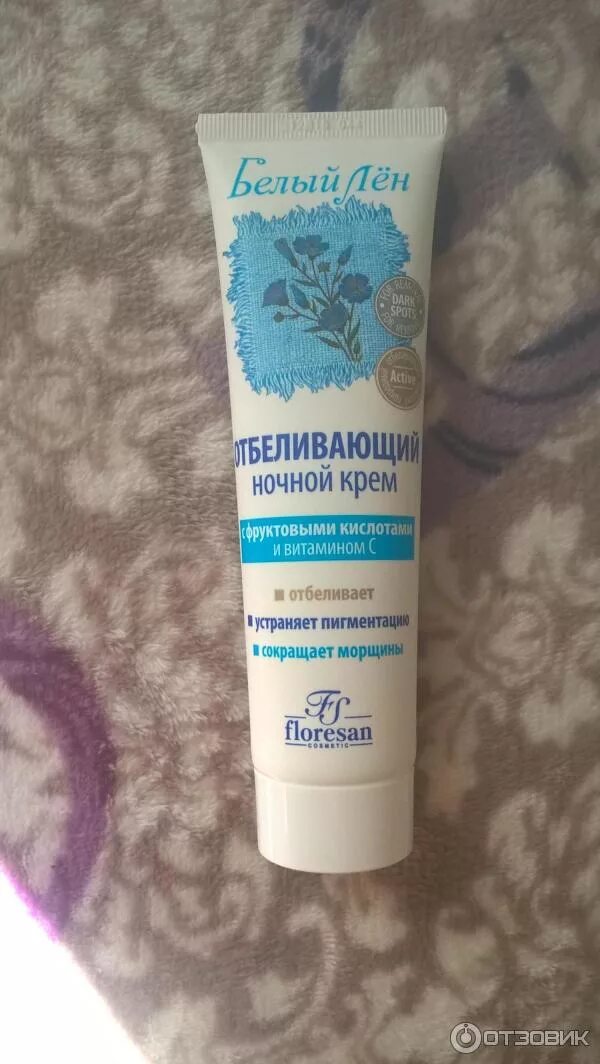 Белый Лён
DARK
SPOTS
Active
ОТБЕЛИВАЮЩИЙ
ночной крем
с фруктовыми кислотами
и витамином С
■ отбеливает
■ устраняет пигментацию
■ сокращает морщины
FS
floresan
COSMETIC
ОТЗОВИК